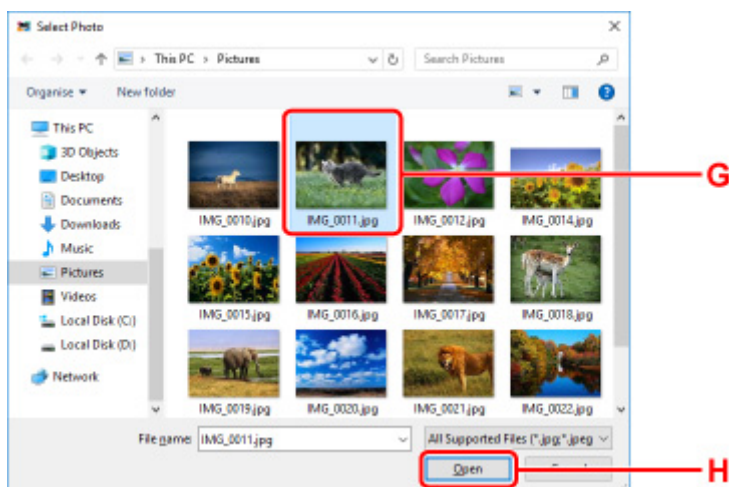 Select Photo
This PC > Pictures
Search Pictures
Organise
New folder
This PC
3D Objects
Desktop
Documents
Downloads
Music
Pictures
Videos
Local Disk (C:)
Local Disk (D:)
Network
IMG_0010.jpg
IMG_0011.jpg
IMG_0012.jpg
IMG_0014.jpg
IMG_0015.jpg
IMG_0016.jpg
IMG_0017.jpg
IMG_0018.jpg
IMG_0019.jpg
IMG_0020.jpg
IMG_0021.jpg
IMG_0022.jpg
G
File name: IMG_0011.jpg
All Supported Files (*.jpg;*.jpeg
Open
H